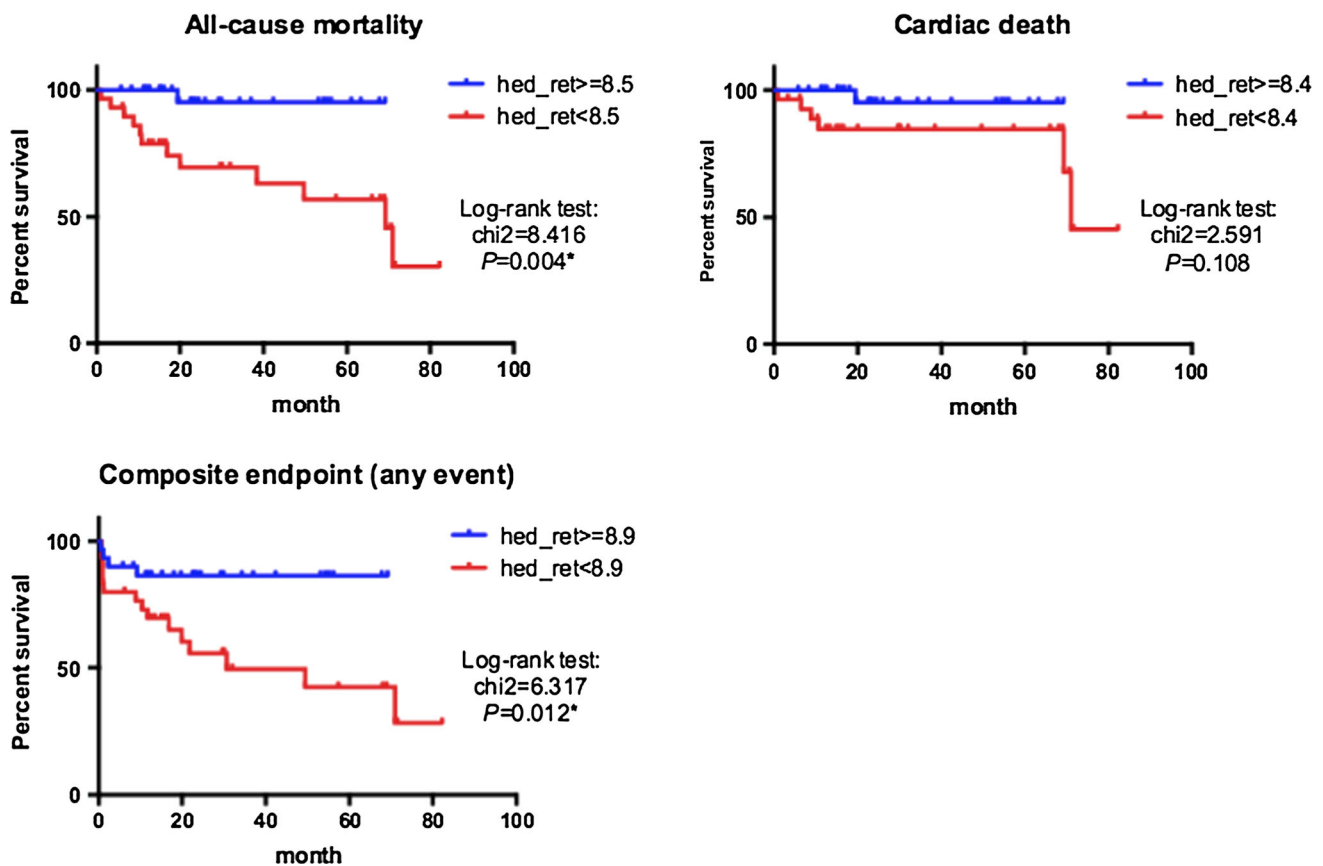 All-cause mortality
Percent survival
100
50
0
0 20 40 60 80 100
month
hed_ret>=8.5
hed_ret<8.5
Log-rank test:
chi2=8.416
P=0.004*
Cardiac death
Percent survival
100
50
0
0 20 40 60 80 100
month
hed_ret>=8.4
hed_ret<8.4
Log-rank test:
chi2=2.591
P=0.108
Composite endpoint (any event)
Percent survival
100
50
0
0 20 40 60 80 100
month
hed_ret>=8.9
hed_ret<8.9
Log-rank test:
chi2=6.317
P=0.012*